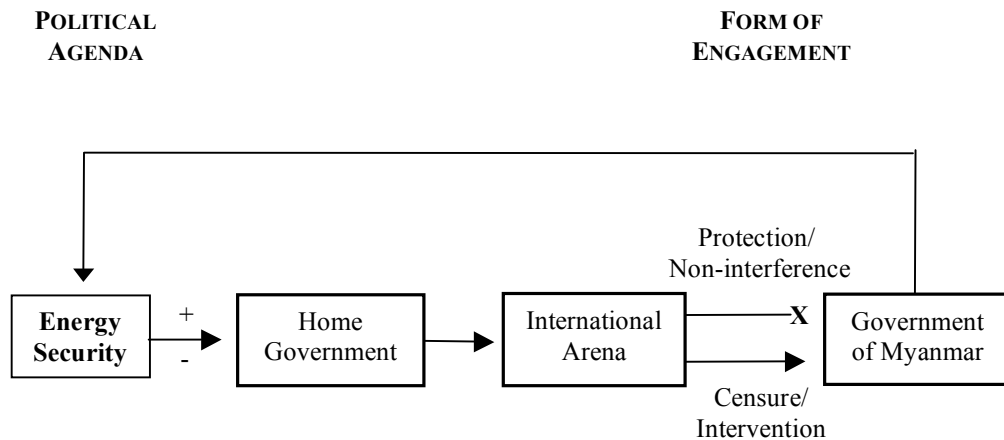 POLITICAL
AGENDA
FORM OF
ENGAGEMENT
Protection/
Non-interference
Energy
Security
+
-
Home
Government
International
Arena
X
Government
of Myanmar
Censure/
Intervention